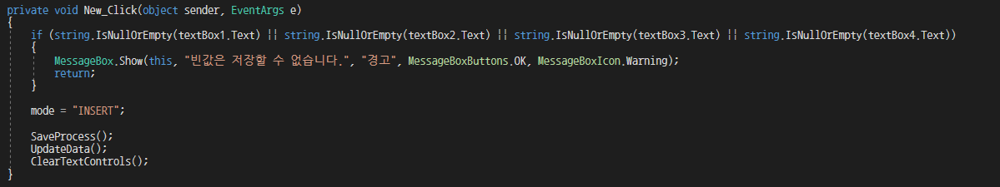 private void New_Click(object sender, EventArgs e)
{
if (string.IsNullOrEmpty(textBox1.Text) || string.IsNullOrEmpty(textBox2.Text) || string.IsNullOrEmpty(textBox3.Text) || string.IsNullOrEmpty(textBox4.Text))
{
MessageBox.Show(this, "빈값은 저장할 수 없습니다.", "경고", MessageBoxButtons.OK, MessageBoxIcon.Warning);
return;
}
mode = "INSERT";
SaveProcess();
UpdateData();
ClearTextControls();
}